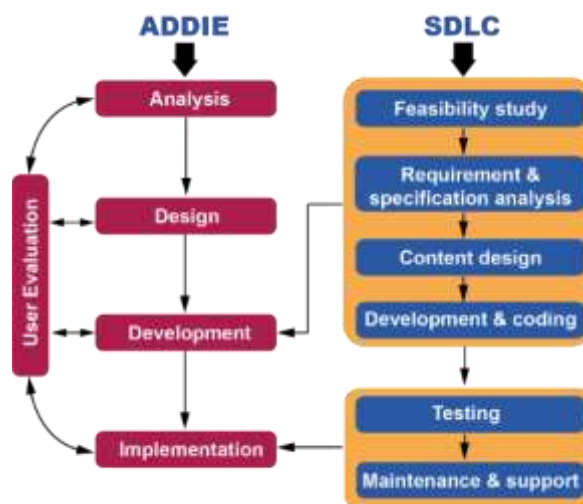 ADDIE
Analysis
Design
Development
Implementation
User Evaluation
SDLC
Feasibility study
Requirement &
specification analysis
Content design
Development & coding
Testing
Maintenance & support